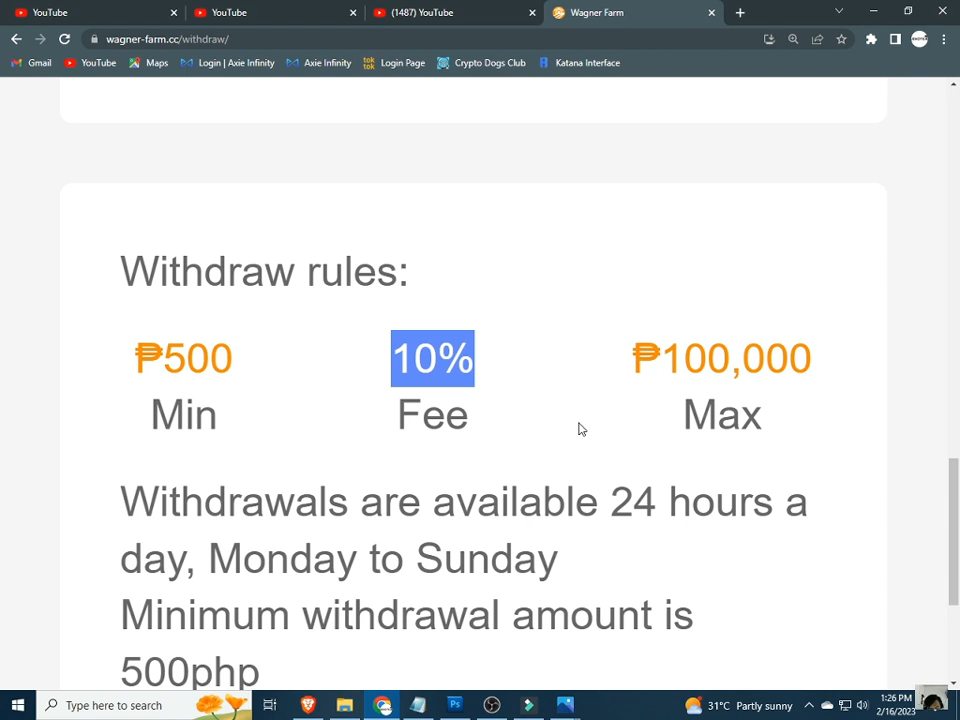 YouTube
YouTube
(1487) YouTube
Wagner Farm
wagner-farm.cc/withdraw/
Gmail
YouTube
Maps
Login | Axie Infinity
Axie Infinity
tok
tok
Login Page
Crypto Dogs Club
Katana Interface
Withdraw rules:
₱500
10%
₱100,000
Min
Fee
Max
Withdrawals are available 24 hours a
day, Monday to Sunday
Minimum withdrawal amount is
500php
Type here to search
Ps
31°C Partly sunny
1:26 PM
2/16/2023